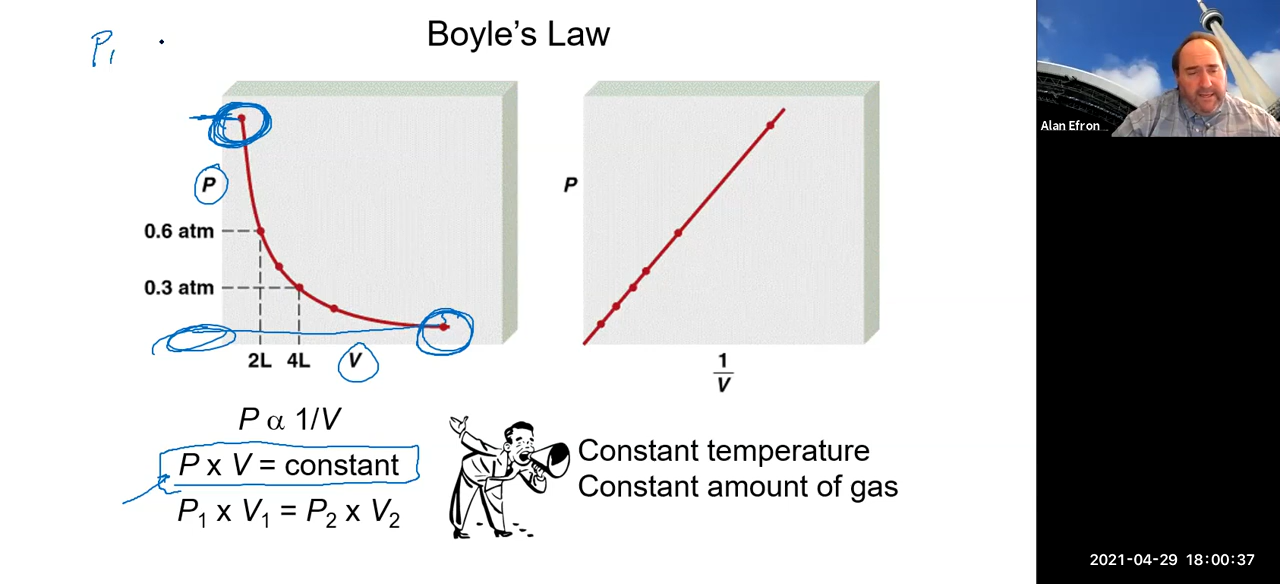 P₁ .
Boyle's Law
Alan Efron
P
0.6 atm
0.3 atm
2L 4L V
P
1
V
P α 1/V
P x V = constant
P₁ x V₁ = P₂ x V₂
Constant temperature
Constant amount of gas
2021-04-29 18:00:37